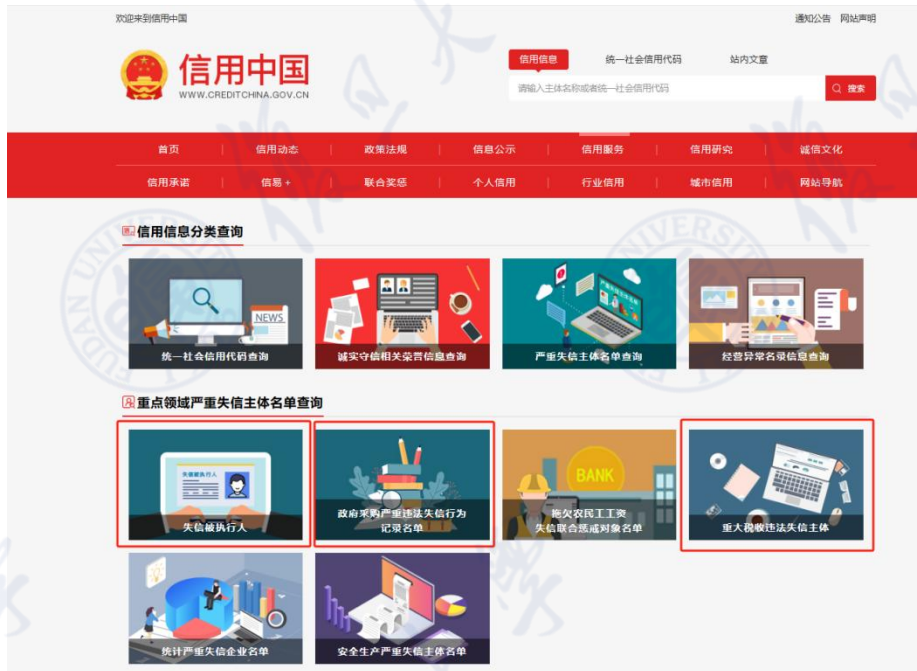 欢迎来到信用中国
通知公告 网站声明
信用中国
WWW.CREDITCHINA.GOV.CN
信用信息 统一社会信用代码 站内文章
请输入主体名称或者统一社会信用代码 搜索
首页 | 信用动态 | 政策法规 | 信息公示 | 信用服务 | 信用研究 | 诚信文化
信用承诺 | 信易+ | 联合奖惩 | 个人信用 | 行业信用 | 城市信用 | 网站导航
信用信息分类查询
NEWS
统一社会信用代码查询
诚实守信相关荣誉信息查询
严重失信主体名单查询
经营异常名录信息查询
重点领域严重失信主体名单查询
失信被执行人
失信被执行人
政府采购严重违法失信行为
记录名单
BANK
拖欠农民工工资
失信联合惩戒对象名单
重大税收违法失信主体
统计严重失信企业名单
安全生产严重失信主体名单
FUDAN UNIVERSITY